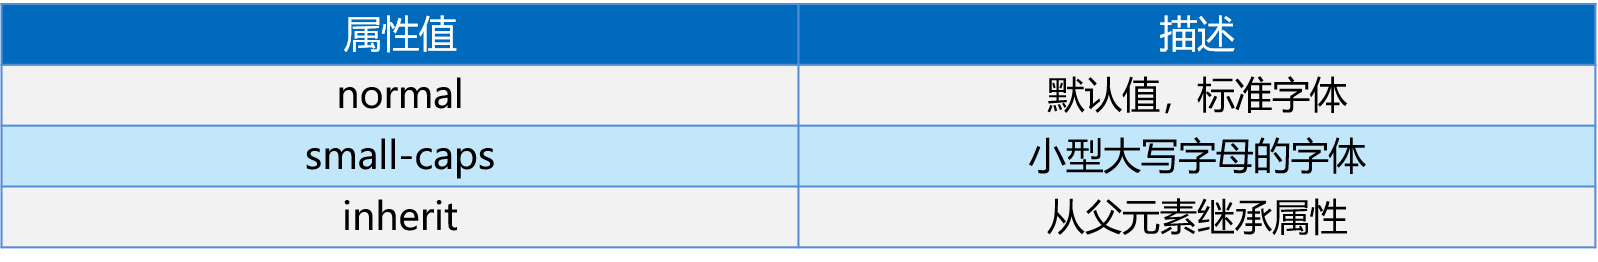 属性值 描述
normal 默认值，标准字体
small-caps 小型大写字母的字体
inherit 从父元素继承属性